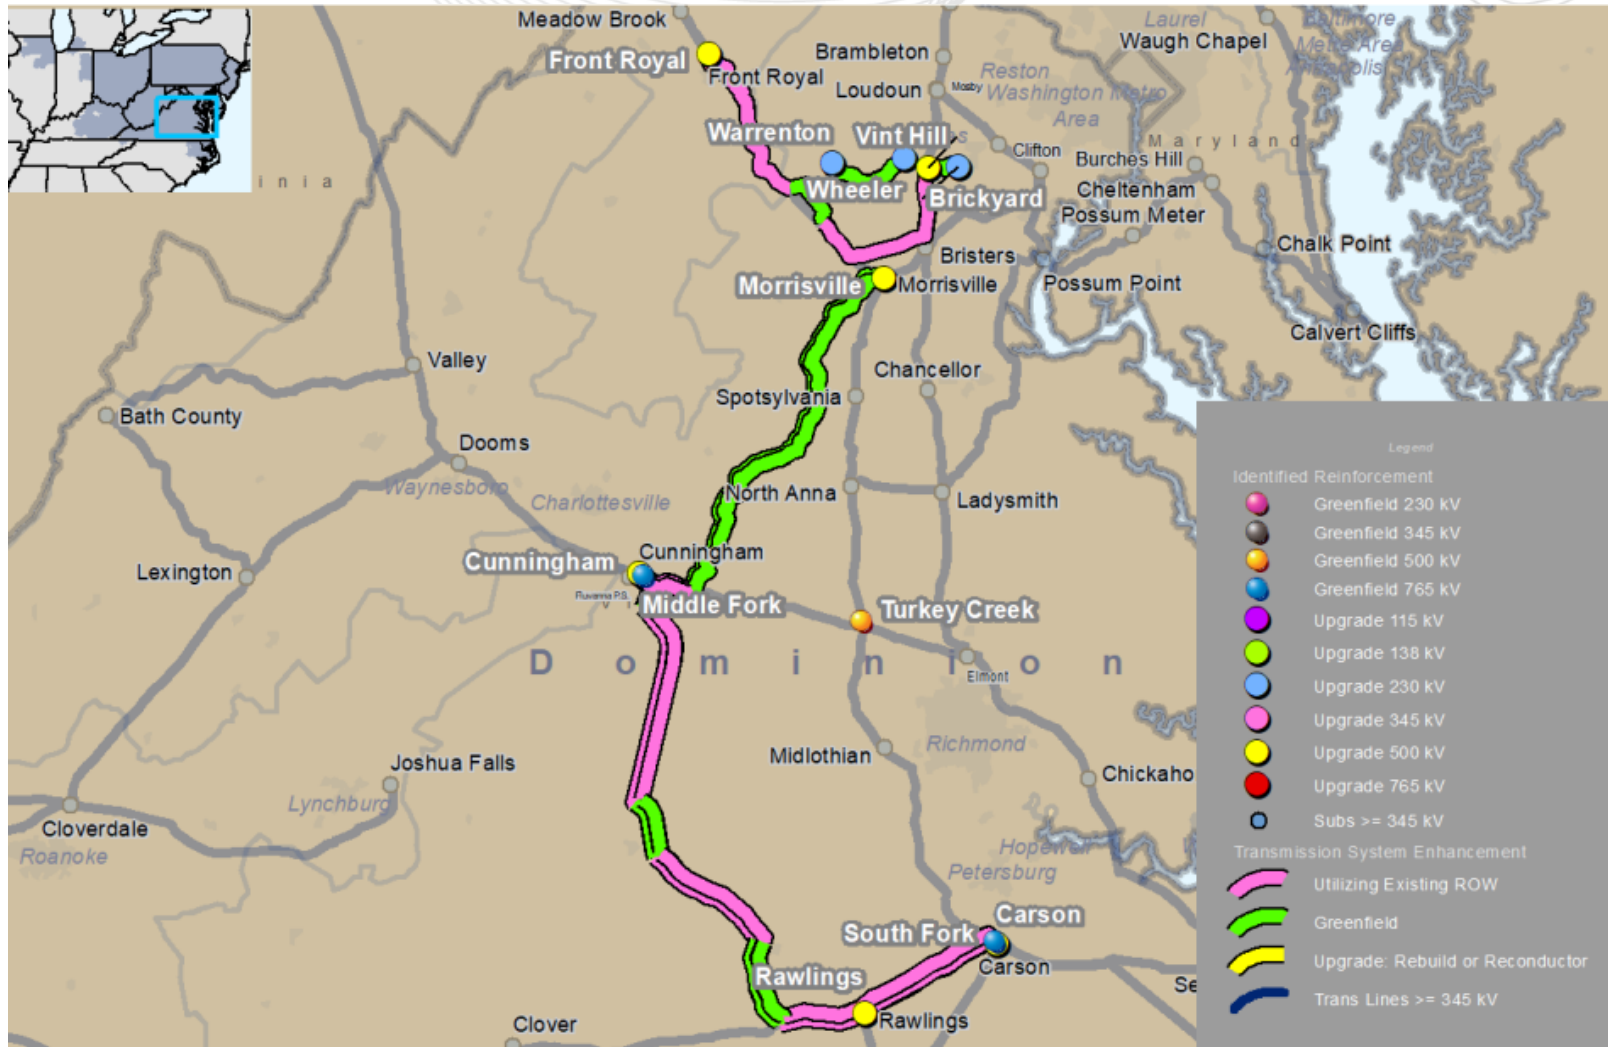 Meadow Brook
Laurel
Baltimore
Waugh Chapel
Metro Area
Annapolis
Front Royal
Front Royal
Brambleton
Loudoun
Mosby
Reston
Washington Metro
Area
Warrenton
Vint Hill
Clifton
Maryland
Burches Hill
Cheltenham
Possum Meter
inia
Wheeler
Brickyard
Bristers
Chalk Point
Morrisville
Morrisville
Possum Point
Calvert Cliffs
Valley
Chancellor
Spotsylvania
Bath County
Dooms
Waynesboro
Charlottesville
North Anna
Ladysmith
Lexington
Cunningham
Cunningham
Fluvanna P.S.
Middle Fork
Turkey Creek
Dominion
Elmont
Midlothian
Richmond
Chickaho
Joshua Falls
Lynchburg
Cloverdale
Roanoke
Hopewell
Petersburg
South Fork
Carson
Carson
Rawlings
Rawlings
Se
Clover
Legend
Identified Reinforcement
Greenfield 230 kV
Greenfield 345 kV
Greenfield 500 kV
Greenfield 765 kV
Upgrade 115 kV
Upgrade 138 kV
Upgrade 230 kV
Upgrade 345 kV
Upgrade 500 kV
Upgrade 765 kV
Subs >= 345 kV
Transmission System Enhancement
Utilizing Existing ROW
Greenfield
Upgrade: Rebuild or Reconductor
Trans Lines >= 345 kV